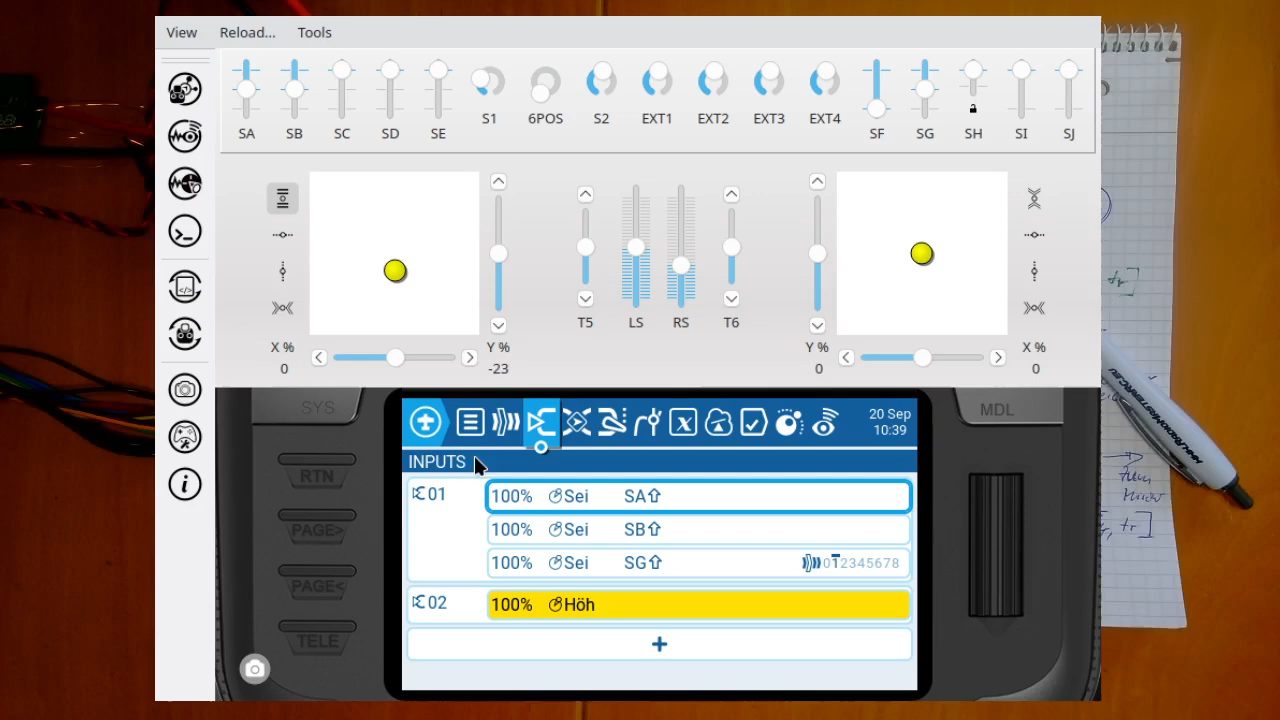 View Reload... Tools
SA SB SC SD SE S1 6POS S2 EXT1 EXT2 EXT3 EXT4 SF SG SH SI SJ
T5 LS RS T6
X % Y % Y % X %
0 -23 0 0
SYS MDL
20 Sep
10:39
RTN
INPUTS
01 100% Sei SA⇧
PAGE>
100% Sei SB⇧
100% Sei SG⇧ 012345678
PAGE<
02 100% Höh
TELE
+